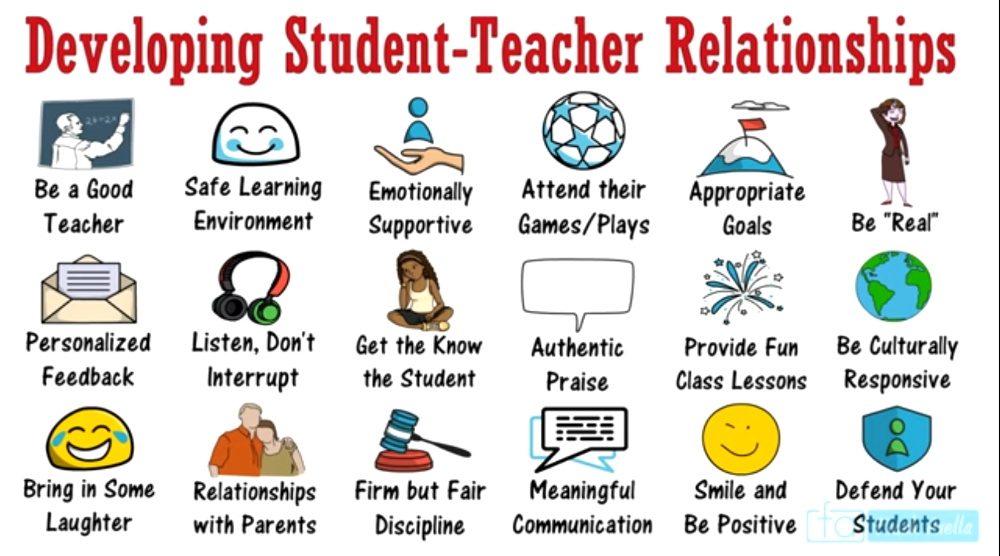 Developing Student-Teacher Relationships
Be a Good
Teacher
Safe Learning
Environment
Emotionally
Supportive
Attend their
Games/Plays
Appropriate
Goals
Be "Real"
Personalized
Feedback
Listen, Don't
Interrupt
Get the Know
the Student
Authentic
Praise
Provide Fun
Class Lessons
Be Culturally
Responsive
Bring in Some
Laughter
Relationships
with Parents
Firm but Fair
Discipline
Meaningful
Communication
Smile and
Be Positive
Defend Your
Students